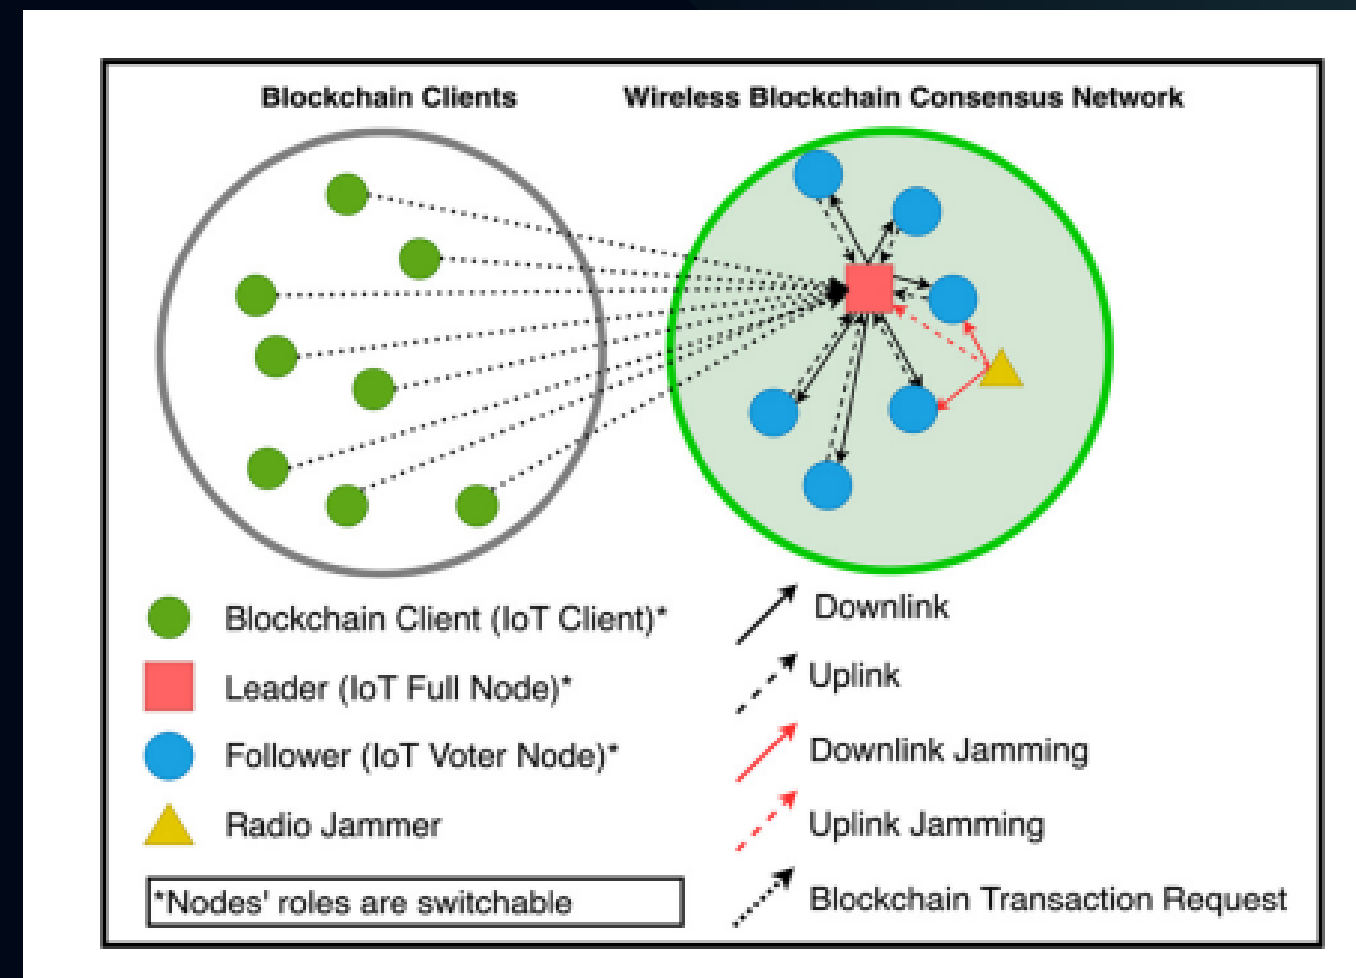 Blockchain Clients
Wireless Blockchain Consensus Network
Blockchain Client (IoT Client)*
Leader (IoT Full Node)*
Follower (IoT Voter Node)*
Radio Jammer
*Nodes' roles are switchable
Downlink
Uplink
Downlink Jamming
Uplink Jamming
Blockchain Transaction Request